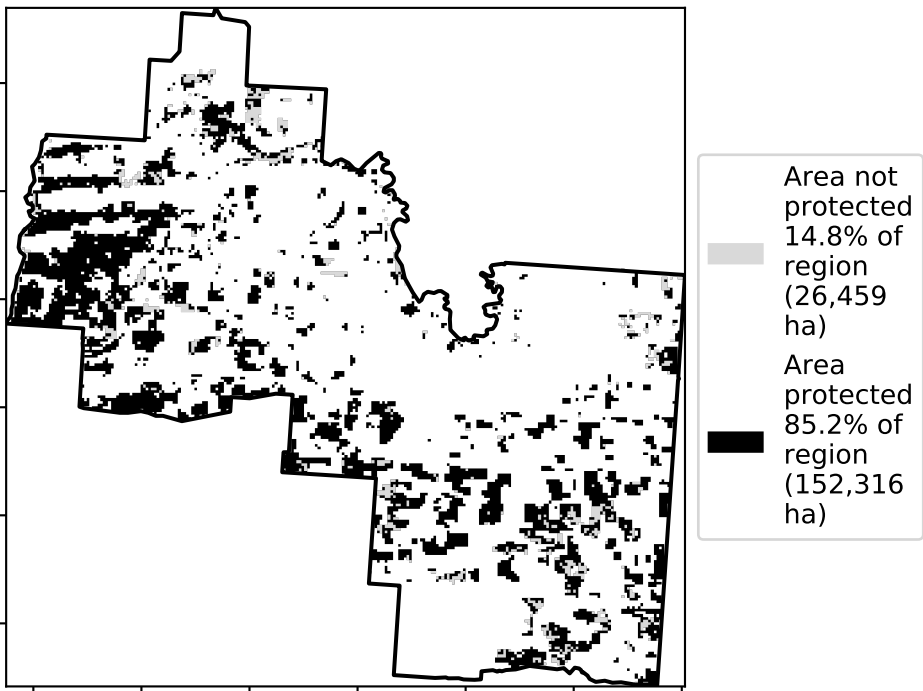 Area not
protected
14.8% of
region
(26,459
ha)
Area
protected
85.2% of
region
(152,316
ha)